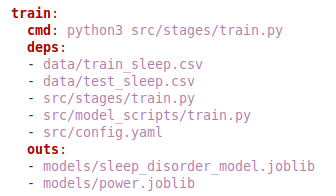 train:
  cmd: python3 src/stages/train.py
  deps:
  - data/train_sleep.csv
  - data/test_sleep.csv
  - src/stages/train.py
  - src/model_scripts/train.py
  - src/config.yaml
  outs:
  - models/sleep_disorder_model.joblib
  - models/power.joblib